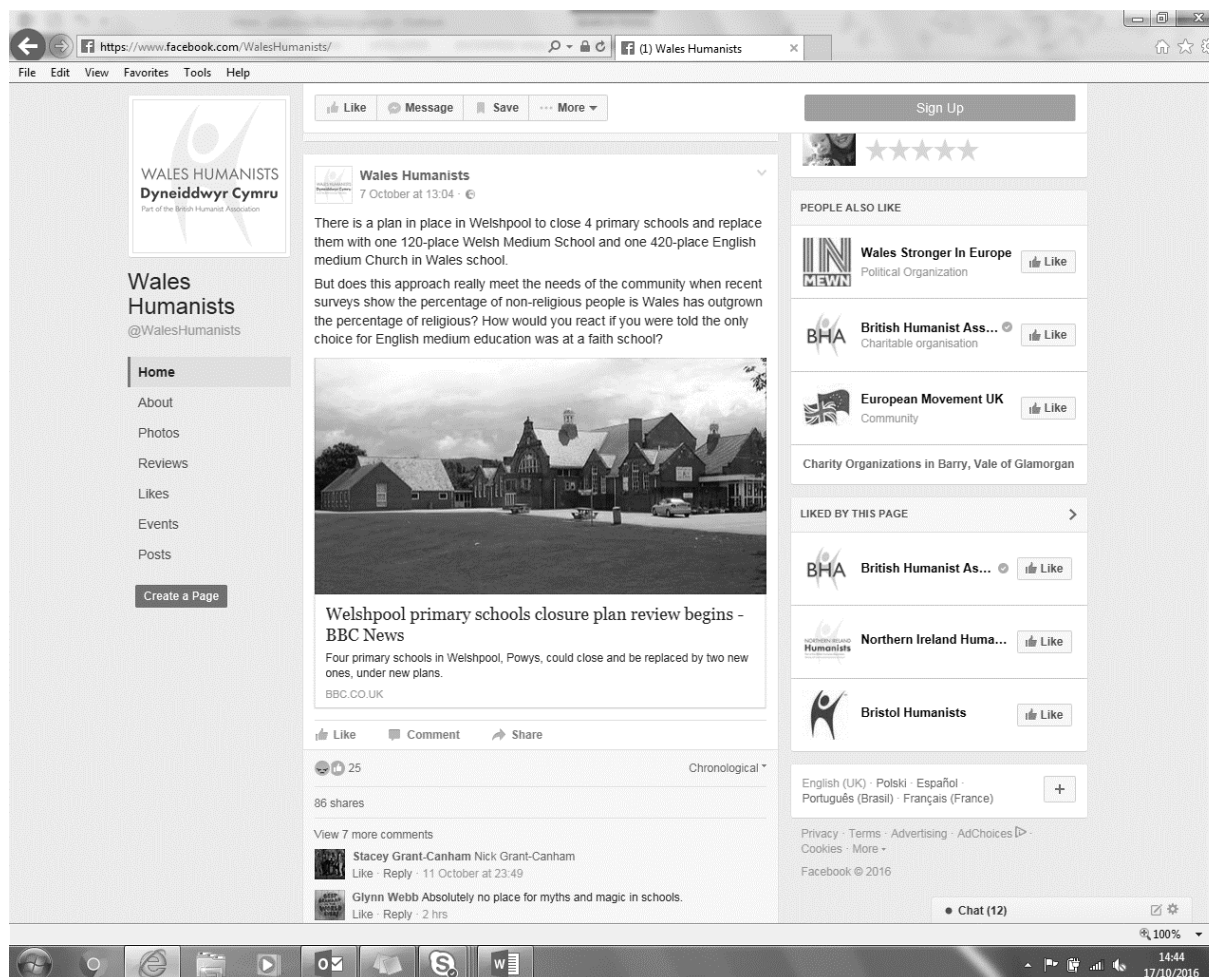 https://www.facebook.com/WalesHumanists/
(1) Wales Humanists
File Edit View Favorites Tools Help
WALES HUMANISTS
Dyneiddwyr Cymru
Part of the British Humanist Association
Wales
Humanists
@WalesHumanists
Home
About
Photos
Reviews
Likes
Events
Posts
Create a Page
Like Message Save More
Sign Up
Wales Humanists
7 October at 13:04 ·
There is a plan in place in Welshpool to close 4 primary schools and replace
them with one 120-place Welsh Medium School and one 420-place English
medium Church in Wales school.
But does this approach really meet the needs of the community when recent
surveys show the percentage of non-religious people is Wales has outgrown
the percentage of religious? How would you react if you were told the only
choice for English medium education was at a faith school?
Welshpool primary schools closure plan review begins -
BBC News
Four primary schools in Welshpool, Powys, could close and be replaced by two new
ones, under new plans.
BBC.CO.UK
Like Comment Share
25 Chronological
86 shares
View 7 more comments
Stacey Grant-Canham Nick Grant-Canham
Like · Reply · 11 October at 23:49
Glynn Webb Absolutely no place for myths and magic in schools.
Like · Reply · 2 hrs
PEOPLE ALSO LIKE
IN
MEWN
Wales Stronger In Europe
Political Organization
Like
BHA
British Humanist Ass...
Charitable organisation
Like
European Movement UK
Community
Like
Charity Organizations in Barry, Vale of Glamorgan
LIKED BY THIS PAGE
BHA
British Humanist As...
Like
NORTHERN IRELAND
Humanists
Northern Ireland Huma...
Like
Bristol Humanists
Like
English (UK) · Polski · Español ·
Português (Brasil) · Français (France)
Privacy · Terms · Advertising · AdChoices ·
Cookies · More
Facebook © 2016
Chat (12)
100%
14:44
17/10/2016